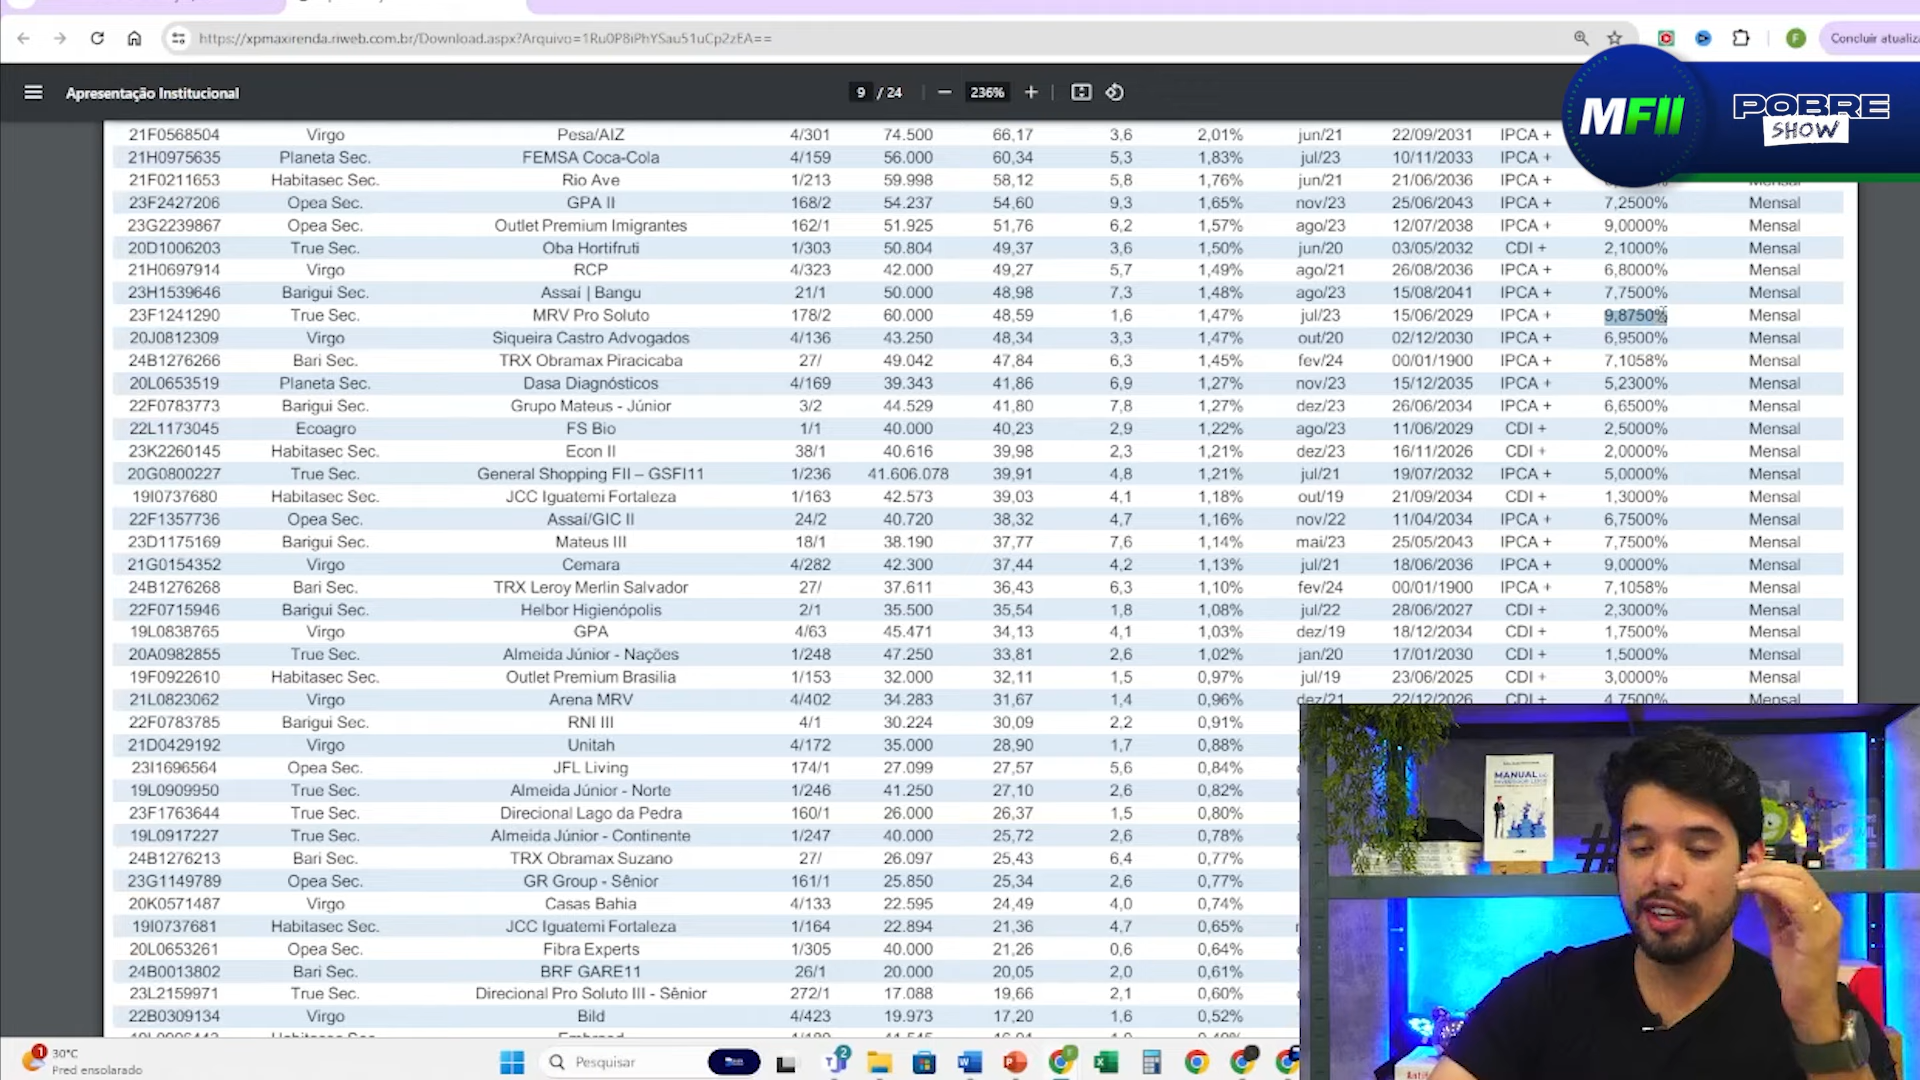 https://xpmaxirenda.riweb.com.br/Download.aspx?Arquivo=1Ru0P8iPhYSau51uCp2zEA==
F
Concluir atualiza
Apresentação Institucional
9 / 24
236%
MFII
POBRE
SHOW
21F0568504 Virgo Pesa/AIZ 4/301 74.500 66,17 3,6 2,01% jun/21 22/09/2031 IPCA +
21H0975635 Planeta Sec. FEMSA Coca-Cola 4/159 56.000 60,34 5,3 1,83% jul/23 10/11/2033 IPCA +
21F0211653 Habitasec Sec. Rio Ave 1/213 59.998 58,12 5,8 1,76% jun/21 21/06/2036 IPCA + Mensal
23F2427206 Opea Sec. GPA II 168/2 54.237 54,60 9,3 1,65% nov/23 25/06/2043 IPCA + 7,2500% Mensal
23G2239867 Opea Sec. Outlet Premium Imigrantes 162/1 51.925 51,76 6,2 1,57% ago/23 12/07/2038 IPCA + 9,0000% Mensal
20D1006203 True Sec. Oba Hortifruti 1/303 50.804 49,37 3,6 1,50% jun/20 03/05/2032 CDI + 2,1000% Mensal
21H0697914 Virgo RCP 4/323 42.000 49,27 5,7 1,49% ago/21 26/08/2036 IPCA + 6,8000% Mensal
23H1539646 Barigui Sec. Assaí | Bangu 21/1 50.000 48,98 7,3 1,48% ago/23 15/08/2041 IPCA + 7,7500% Mensal
23F1241290 True Sec. MRV Pro Soluto 178/2 60.000 48,59 1,6 1,47% jul/23 15/06/2029 IPCA + 9,8750% Mensal
20J0812309 Virgo Siqueira Castro Advogados 4/136 43.250 48,34 3,3 1,47% out/20 02/12/2030 IPCA + 6,9500% Mensal
24B1276266 Bari Sec. TRX Obramax Piracicaba 27/ 49.042 47,84 6,3 1,45% fev/24 00/01/1900 IPCA + 7,1058% Mensal
20L0653519 Planeta Sec. Dasa Diagnósticos 4/169 39.343 41,86 6,9 1,27% nov/23 15/12/2035 IPCA + 5,2300% Mensal
22F0783773 Barigui Sec. Grupo Mateus - Júnior 3/2 44.529 41,80 7,8 1,27% dez/23 26/06/2034 IPCA + 6,6500% Mensal
22L1173045 Ecoagro FS Bio 1/1 40.000 40,23 2,9 1,22% ago/23 11/06/2029 CDI + 2,5000% Mensal
23K2260145 Habitasec Sec. Econ II 38/1 40.616 39,98 2,3 1,21% dez/23 16/11/2026 CDI + 2,0000% Mensal
20G0800227 True Sec. General Shopping FII – GSFI11 1/236 41.606.078 39,91 4,8 1,21% jul/21 19/07/2032 IPCA + 5,0000% Mensal
19I0737680 Habitasec Sec. JCC Iguatemi Fortaleza 1/163 42.573 39,03 4,1 1,18% out/19 21/09/2034 CDI + 1,3000% Mensal
22F1357736 Opea Sec. Assaí/GIC II 24/2 40.720 38,32 4,7 1,16% nov/22 11/04/2034 IPCA + 6,7500% Mensal
23D1175169 Barigui Sec. Mateus III 18/1 38.190 37,77 7,6 1,14% mai/23 25/05/2043 IPCA + 7,7500% Mensal
21G0154352 Virgo Cemara 4/282 42.300 37,44 4,2 1,13% jul/21 18/06/2036 IPCA + 9,0000% Mensal
24B1276268 Bari Sec. TRX Leroy Merlin Salvador 27/ 37.611 36,43 6,3 1,10% fev/24 00/01/1900 IPCA + 7,1058% Mensal
22F0715946 Barigui Sec. Helbor Higienópolis 2/1 35.500 35,54 1,8 1,08% jul/22 28/06/2027 CDI + 2,3000% Mensal
19L0838765 Virgo GPA 4/63 45.471 34,13 4,1 1,03% dez/19 18/12/2034 CDI + 1,7500% Mensal
20A0982855 True Sec. Almeida Júnior - Nações 1/248 47.250 33,81 2,6 1,02% jan/20 17/01/2030 CDI + 1,5000% Mensal
19F0922610 Habitasec Sec. Outlet Premium Brasilia 1/153 32.000 32,11 1,5 0,97% jul/19 23/06/2025 CDI + 3,0000% Mensal
21L0823062 Virgo Arena MRV 4/402 34.283 31,67 1,4 0,96% dez/21 22/12/2026 CDI + 4,7500% Mensal
22F0783785 Barigui Sec. RNI III 4/1 30.224 30,09 2,2 0,91%
21D0429192 Virgo Unitah 4/172 35.000 28,90 1,7 0,88%
23I1696564 Opea Sec. JFL Living 174/1 27.099 27,57 5,6 0,84%
19L0909950 True Sec. Almeida Júnior - Norte 1/246 41.250 27,10 2,6 0,82%
23F1763644 True Sec. Direcional Lago da Pedra 160/1 26.000 26,37 1,5 0,80%
19L0917227 True Sec. Almeida Júnior - Continente 1/247 40.000 25,72 2,6 0,78%
24B1276213 Bari Sec. TRX Obramax Suzano 27/ 26.097 25,43 6,4 0,77%
23G1149789 Opea Sec. GR Group - Sênior 161/1 25.850 25,34 2,6 0,77%
20K0571487 Virgo Casas Bahia 4/133 22.595 24,49 4,0 0,74%
19I0737681 Habitasec Sec. JCC Iguatemi Fortaleza 1/164 22.894 21,36 4,7 0,65%
20L0653261 Opea Sec. Fibra Experts 1/305 40.000 21,26 0,6 0,64%
24B0013802 Bari Sec. BRF GARE11 26/1 20.000 20,05 2,0 0,61%
23L2159971 True Sec. Direcional Pro Soluto III - Sênior 272/1 17.088 19,66 2,1 0,60%
22B0309134 Virgo Bild 4/423 19.973 17,20 1,6 0,52%
MANUAL
1
30°C
Pred ensolarado
Pesquisar
2